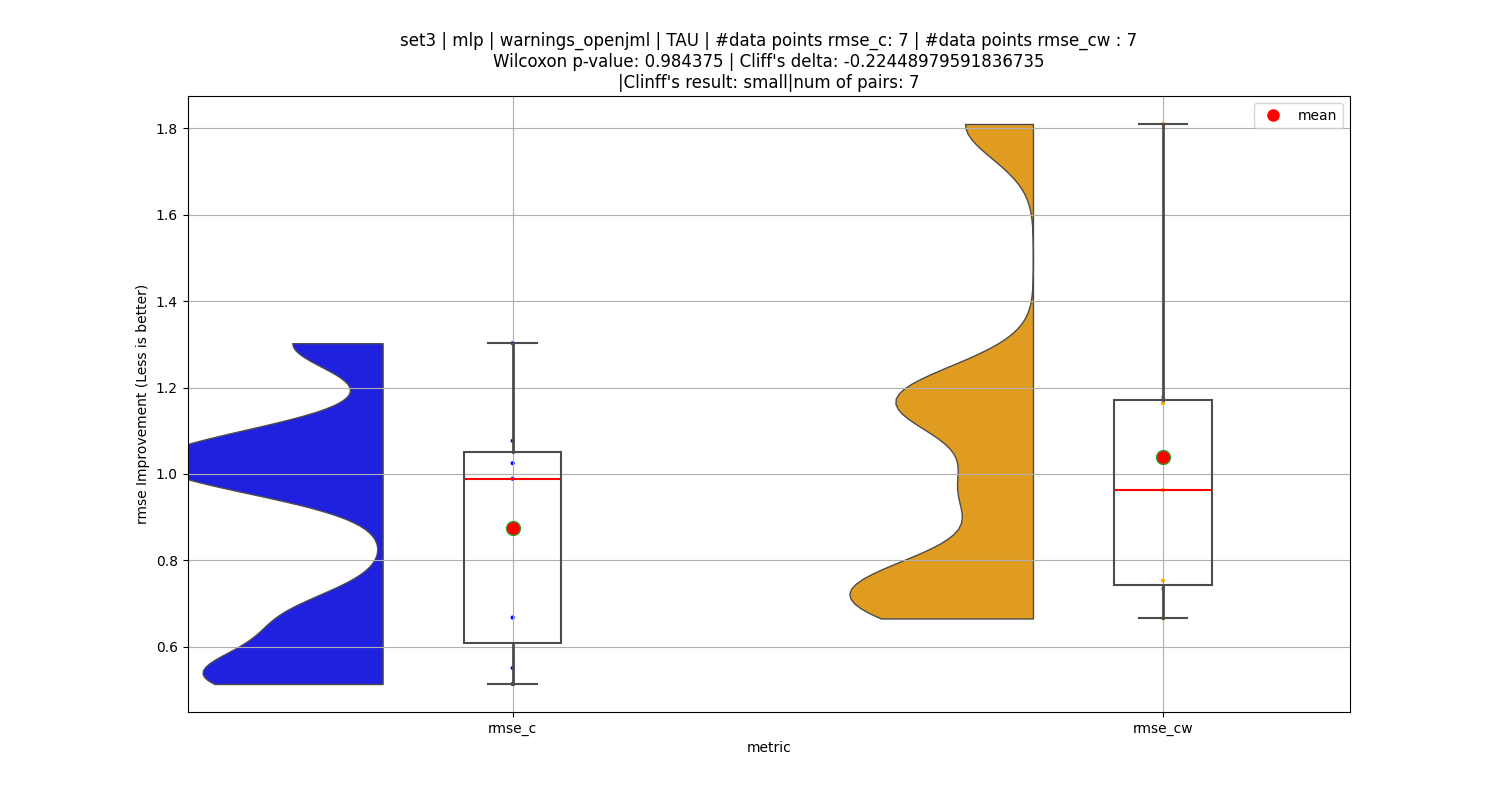 set3 | mlp | warnings_openjml | TAU | #data points rmse_c: 7 | #data points rmse_cw : 7
Wilcoxon p-value: 0.984375 | Cliff's delta: -0.22448979591836735
|Clinff's result: small|num of pairs: 7
mean
1.8
1.6
1.4
1.2
1.0
0.8
0.6
rmse Improvement (Less is better)
rmse_c
rmse_cw
metric